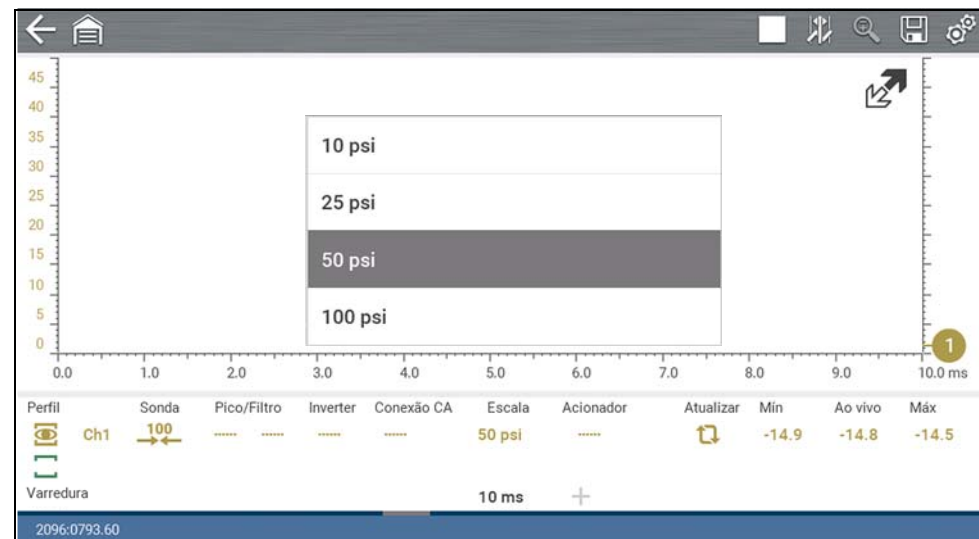 45
40
35
30
25
20
15
10
5
0
10 psi
25 psi
50 psi
100 psi
1
0.0 1.0 2.0 3.0 4.0 5.0 6.0 7.0 8.0 9.0 10.0 ms
Perfil Sonda Pico/Filtro Inverter Conexão CA Escala Acionador Atualizar Mín Ao vivo Máx
Ch1 100 ------ ------ ------ ------ 50 psi ------ -14.9 -14.8 -14.5
Varredura 10 ms +
2096:0793.60